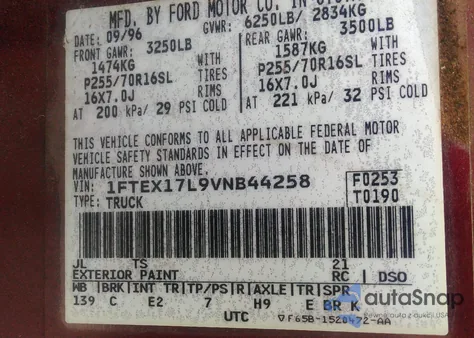 MFD. BY FORD MOTOR CO. IN
DATE: 09/96 GVWR: 6250LB/ 2834KG
FRONT GAWR: 3250LB REAR GAWR: 3500LB
1474KG WITH 1587KG WITH
P255/70R16SL TIRES P255/70R16SL TIRES
16X7.0J RIMS 16X7.0J RIMS
AT 200 kPa/ 29 PSI COLD AT 221 kPa/ 32 PSI COLD
THIS VEHICLE CONFORMS TO ALL APPLICABLE FEDERAL MOTOR
VEHICLE SAFETY STANDARDS IN EFFECT ON THE DATE OF
MANUFACTURE SHOWN ABOVE.
VIN: 1FTEX17L9VNB44258 F0253
TYPE: TRUCK T0190
JL TS 21
EXTERIOR PAINT RC DSO
WB BRK INT TR TP/PS R AXLE TR SPR
139 C E2 7 H9 E BR K
autoSnap
UTC